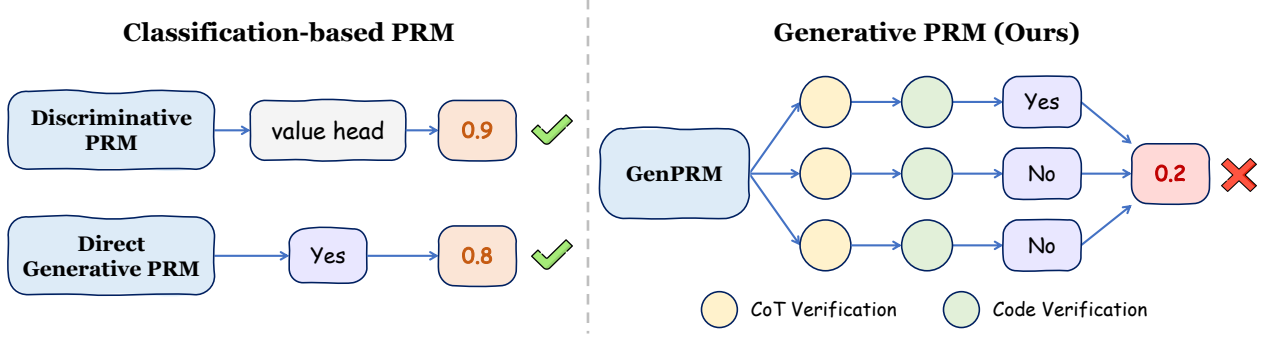 Classification-based PRM
Discriminative
PRM
value head
0.9
Direct
Generative PRM
Yes
0.8
Generative PRM (Ours)
GenPRM
Yes
No
No
0.2
CoT Verification
Code Verification